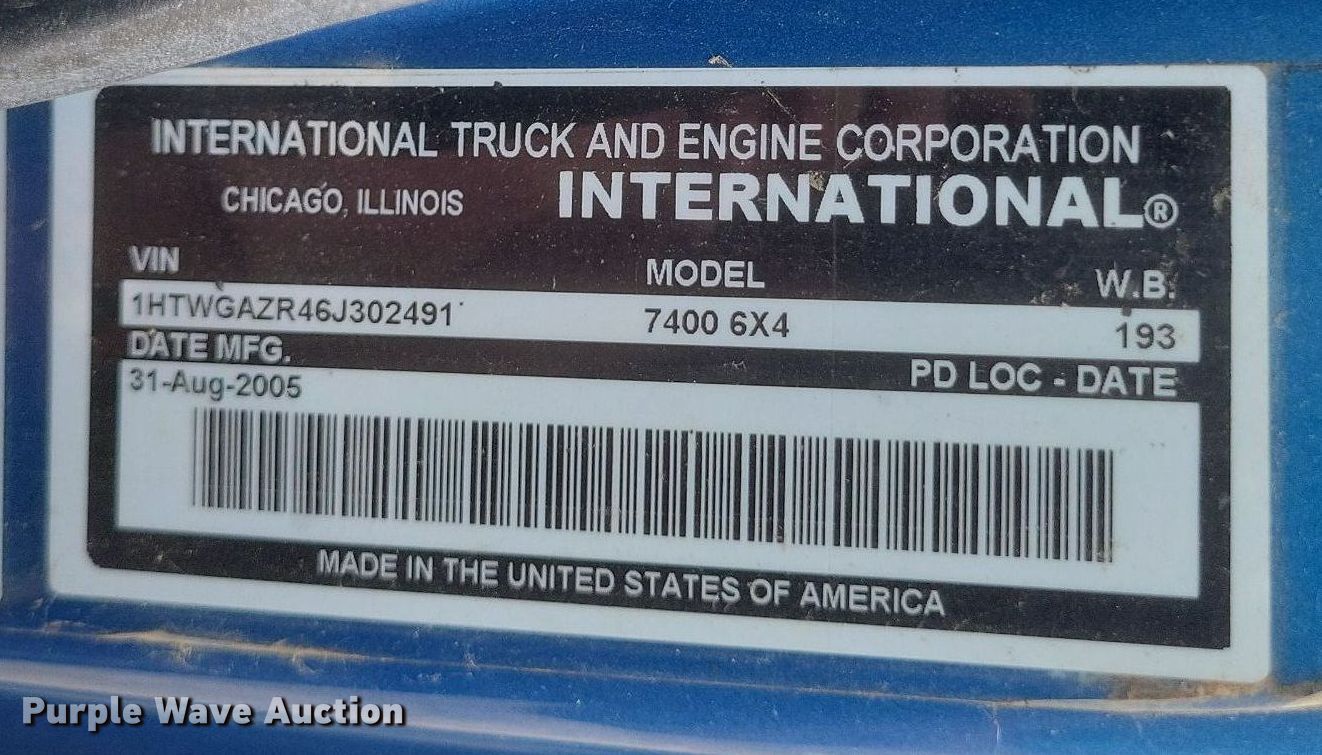 INTERNATIONAL TRUCK AND ENGINE CORPORATION
CHICAGO, ILLINOIS INTERNATIONAL®
VIN MODEL W.B.
1HTWGAZR46J302491 7400 6X4 193
DATE MFG. PD LOC - DATE
31-Aug-2005
MADE IN THE UNITED STATES OF AMERICA
Purple Wave Auction